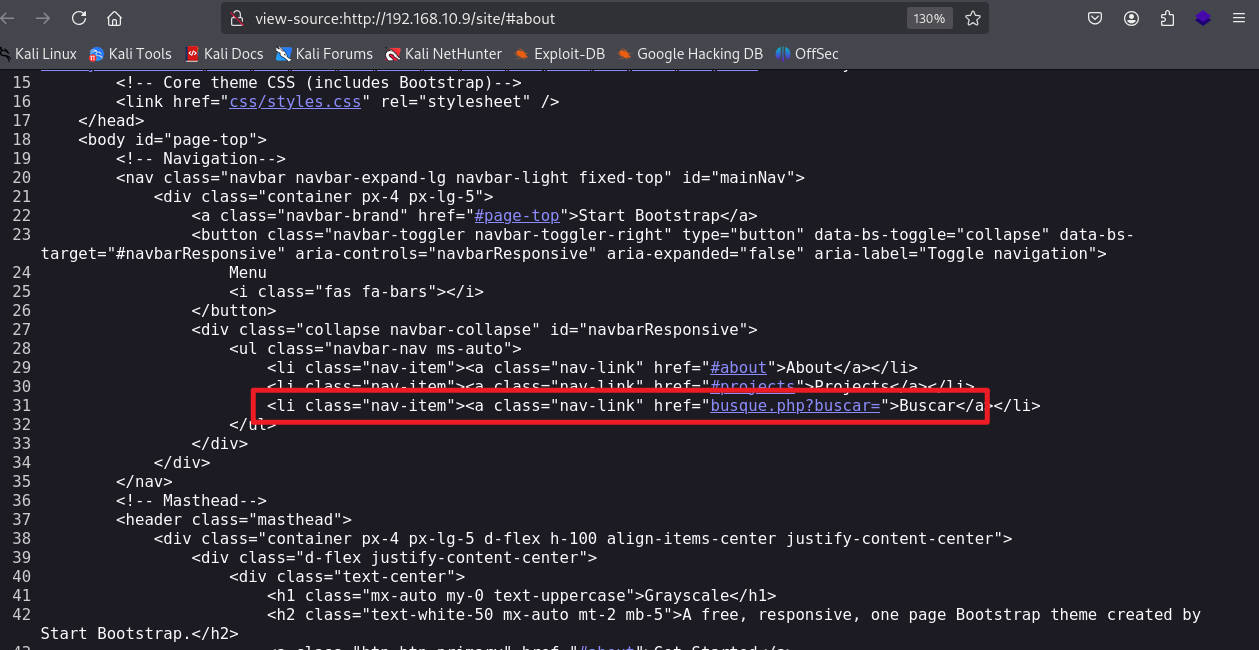 view-source:http://192.168.10.9/site/#about
130%
Kali Linux Kali Tools Kali Docs Kali Forums Kali NetHunter Exploit-DB Google Hacking DB OffSec
15 <!-- Core theme CSS (includes Bootstrap)-->
16 <link href="css/styles.css" rel="stylesheet" />
17 </head>
18 <body id="page-top">
19 <!-- Navigation-->
20 <nav class="navbar navbar-expand-lg navbar-light fixed-top" id="mainNav">
21 <div class="container px-4 px-lg-5">
22 <a class="navbar-brand" href="#page-top">Start Bootstrap</a>
23 <button class="navbar-toggler navbar-toggler-right" type="button" data-bs-toggle="collapse" data-bs-
target="#navbarResponsive" aria-controls="navbarResponsive" aria-expanded="false" aria-label="Toggle navigation">
24 Menu
25 <i class="fas fa-bars"></i>
26 </button>
27 <div class="collapse navbar-collapse" id="navbarResponsive">
28 <ul class="navbar-nav ms-auto">
29 <li class="nav-item"><a class="nav-link" href="#about">About</a></li>
30 <li class="nav-item"><a class="nav-link" href="#projects">Projects</a></li>
31 <li class="nav-item"><a class="nav-link" href="busque.php?buscar=">Buscar</a></li>
32 </ul>
33 </div>
34 </div>
35 </nav>
36 <!-- Masthead-->
37 <header class="masthead">
38 <div class="container px-4 px-lg-5 d-flex h-100 align-items-center justify-content-center">
39 <div class="d-flex justify-content-center">
40 <div class="text-center">
41 <h1 class="mx-auto my-0 text-uppercase">Grayscale</h1>
42 <h2 class="text-white-50 mx-auto mt-2 mb-5">A free, responsive, one page Bootstrap theme created by
Start Bootstrap.</h2>